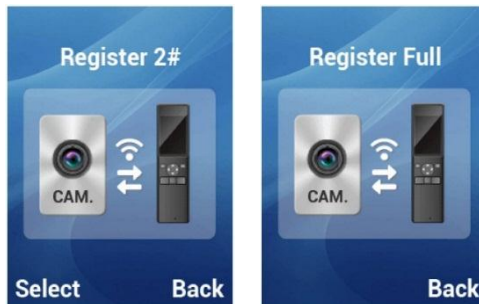 Register 2#
CAM.
Select Back
Register Full
CAM.
Back